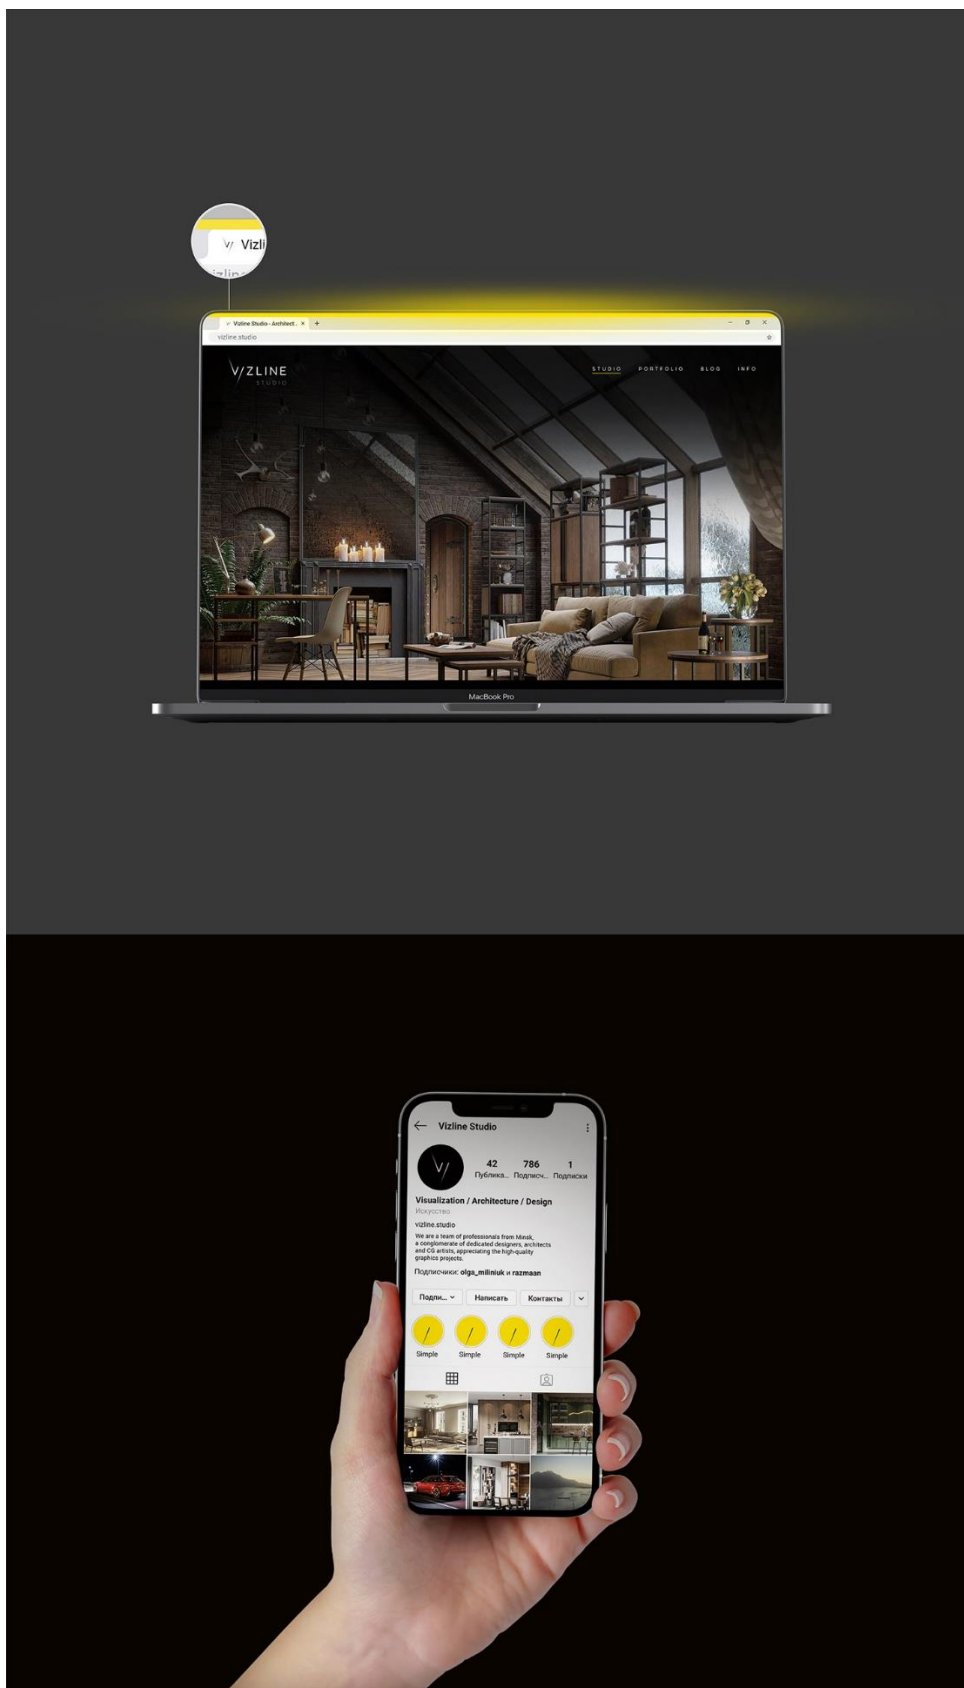 Vizli
izline
Vizline Studio - Architect.. × +
vizline.studio
VIZLINE
STUDIO
STUDIO PORTFOLIO BLOG INFO
MacBook Pro
Vizline Studio
42 786 1
Публика... Подписч... Подписки
Visualization / Architecture / Design
Искусство
vizline.studio
We are a team of professionals from Minsk,
a conglomerate of dedicated designers, architects
and CG artists, appreciating the high-quality
graphico projects.
Подписчики: olga_miliniuk и razmaan
Подпи... Написать Контакты
Simple Simple Simple Simple